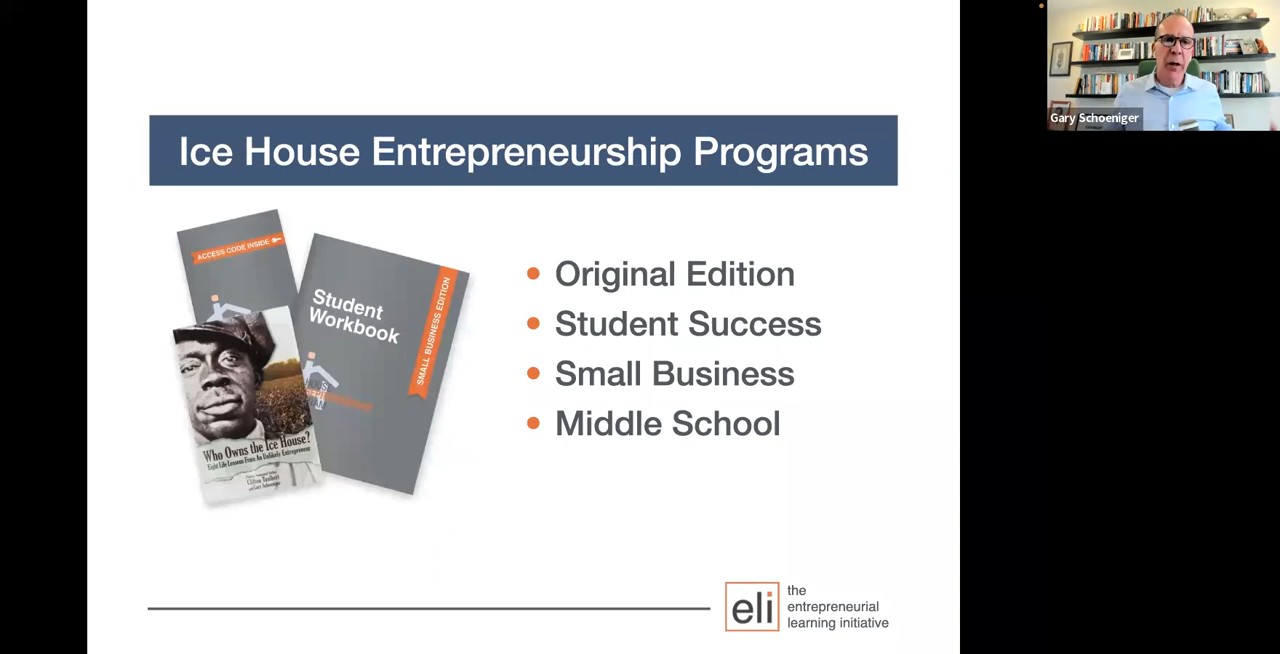 Ice House Entrepreneurship Programs
ACCESS CODE INSIDE
Student
Workbook
SMALL BUSINESS EDITION
Who Owns the Ice House?
Eight Life Lessons From An Unlikely Entrepreneur
Clifton Taulbert
Gary Schoeniger
Original Edition
Student Success
Small Business
Middle School
eli
the
entrepreneurial
learning initiative
Gary Schoeniger